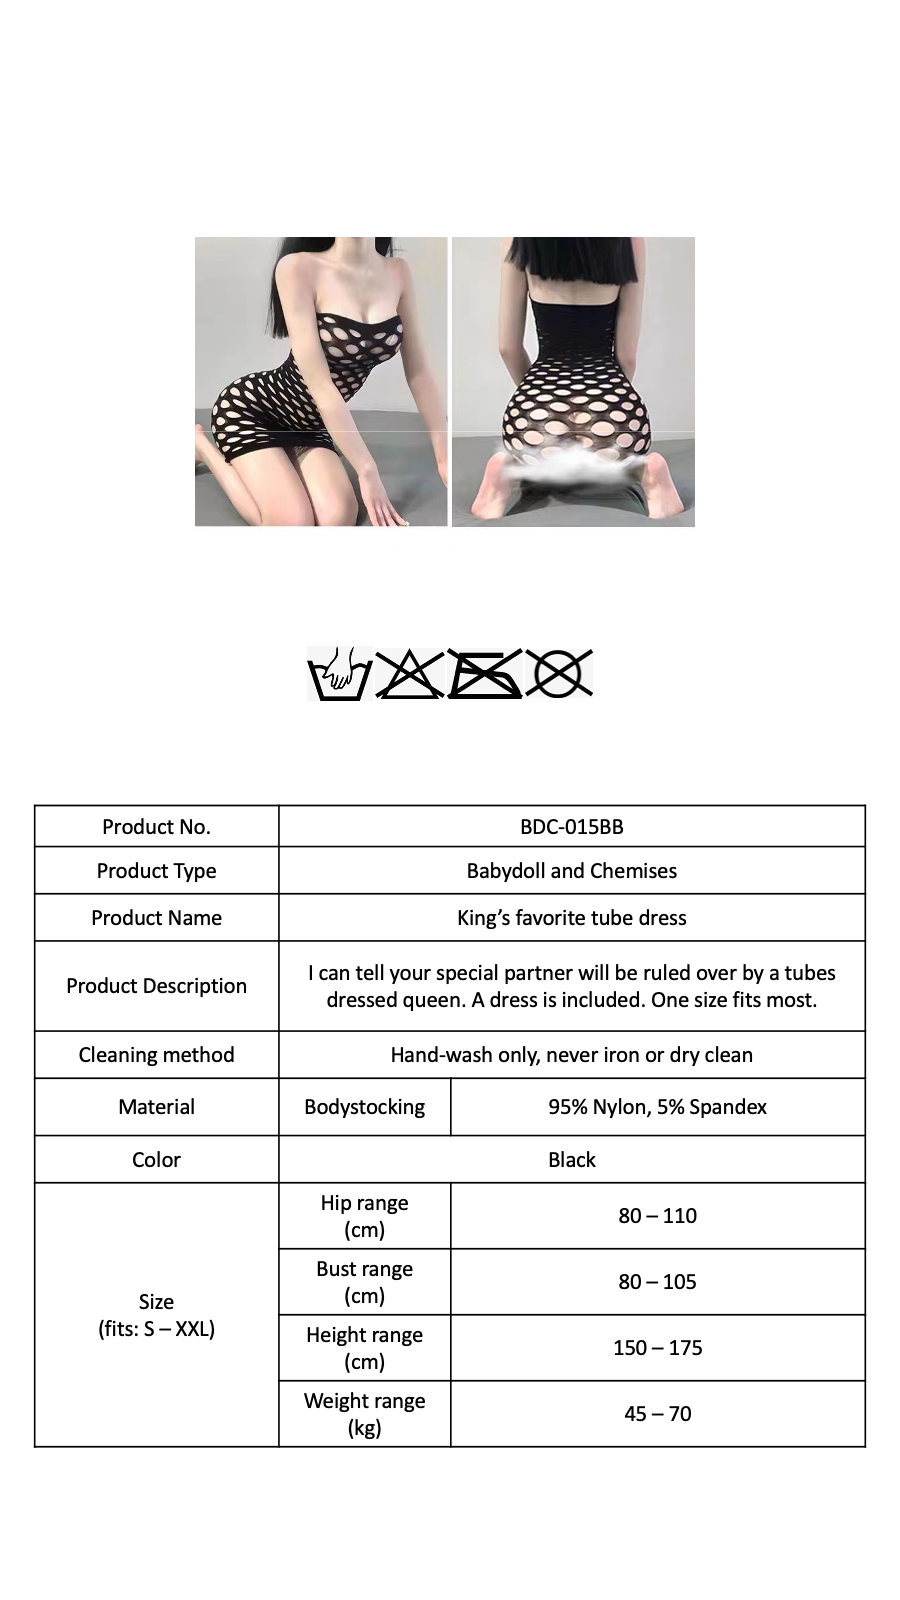 Product No.
BDC-015BB
Product Type
Babydoll and Chemises
Product Name
King’s favorite tube dress
Product Description
I can tell your special partner will be ruled over by a tubes
dressed queen. A dress is included. One size fits most.
Cleaning method
Hand-wash only, never iron or dry clean
Material
Bodystocking
95% Nylon, 5% Spandex
Color
Black
Size
(fits: S – XXL)
Hip range
(cm)
80 – 110
Bust range
(cm)
80 – 105
Height range
(cm)
150 – 175
Weight range
(kg)
45 – 70